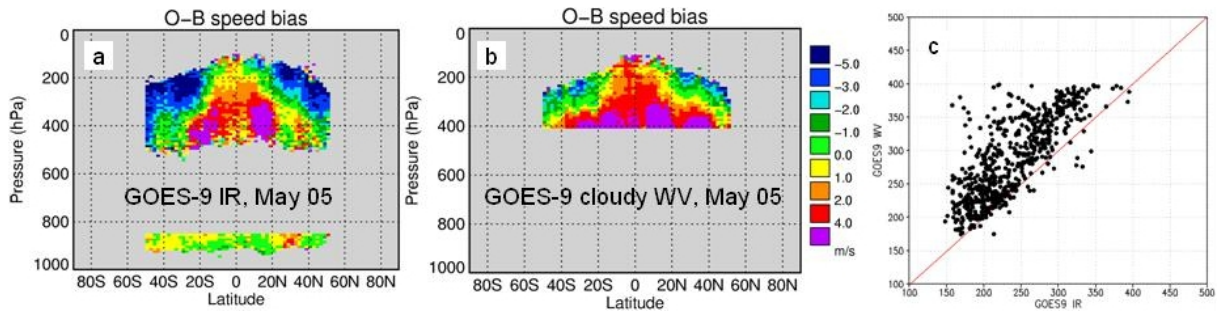 O-B speed bias
a
0
200
400
600
800
1000
Pressure (hPa)
GOES-9 IR, May 05
80S 60S 40S 20S 0 20N 40N 60N 80N
Latitude
O-B speed bias
b
0
200
400
600
800
1000
Pressure (hPa)
GOES-9 cloudy WV, May 05
80S 60S 40S 20S 0 20N 40N 60N 80N
Latitude
-5.0
-3.0
-2.0
-1.0
0.0
1.0
2.0
4.0
m/s
c
500
450
400
350
300
250
200
150
100
GOES9 WV
100 150 200 250 300 350 400 450 500
GOES9 IR